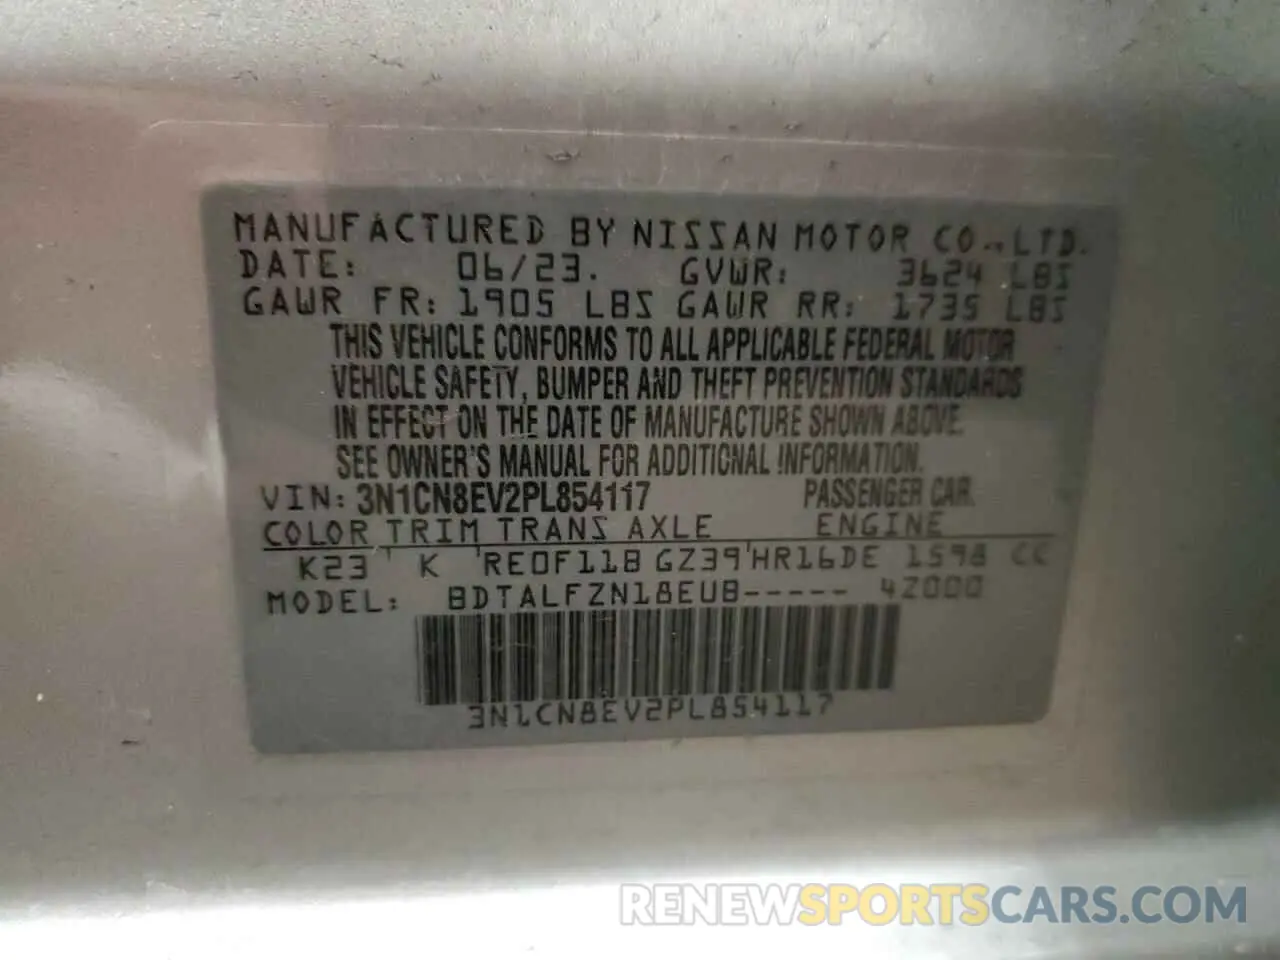 MANUFACTURED BY NISSAN MOTOR CO., LTD.
DATE: 06/23. GVWR: 3624 LBS
GAWR FR: 1905 LBS GAWR RR: 1735 LBS
THIS VEHICLE CONFORMS TO ALL APPLICABLE FEDERAL MOTOR
VEHICLE SAFETY, BUMPER AND THEFT PREVENTION STANDARDS
IN EFFECT ON THE DATE OF MANUFACTURE SHOWN ABOVE.
SEE OWNER'S MANUAL FOR ADDITIONAL INFORMATION.
VIN: 3N1CN8EV2PL854117 PASSENGER CAR.
COLOR TRIM TRANS AXLE ENGINE
K23 K RE0F11B GZ39 HR16DE 1598 CC
MODEL: BDTALFZN18EUB----- 4Z000
3N1CN8EV2PL854117
RENEWSPORTSCARS.COM